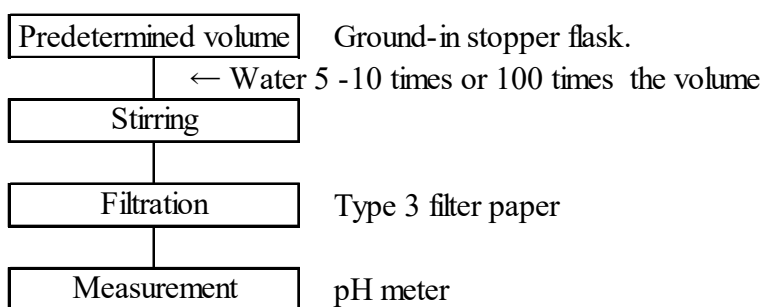 Predetermined volume Ground-in stopper flask.
← Water 5 -10 times or 100 times the volume
Stirring
Filtration Type 3 filter paper
Measurement pH meter